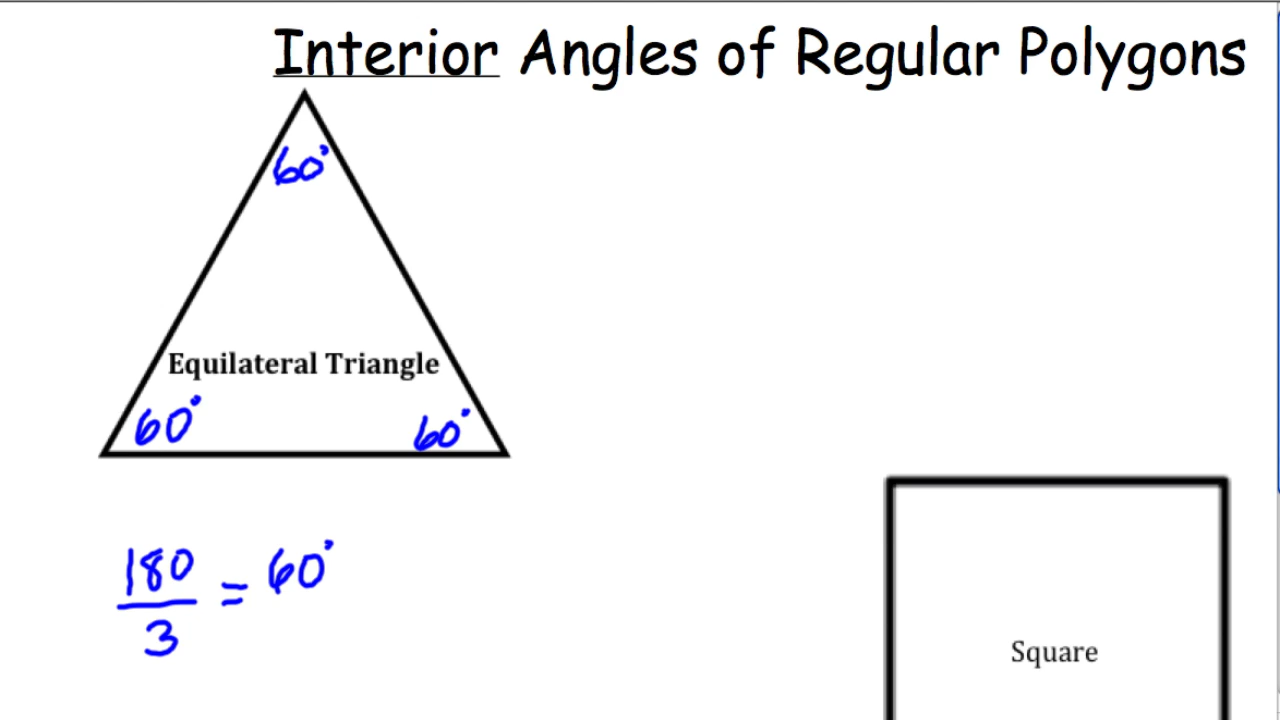 Interior Angles of Regular Polygons
60°
Equilateral Triangle
60° 60°
180
3
= 60°
Square